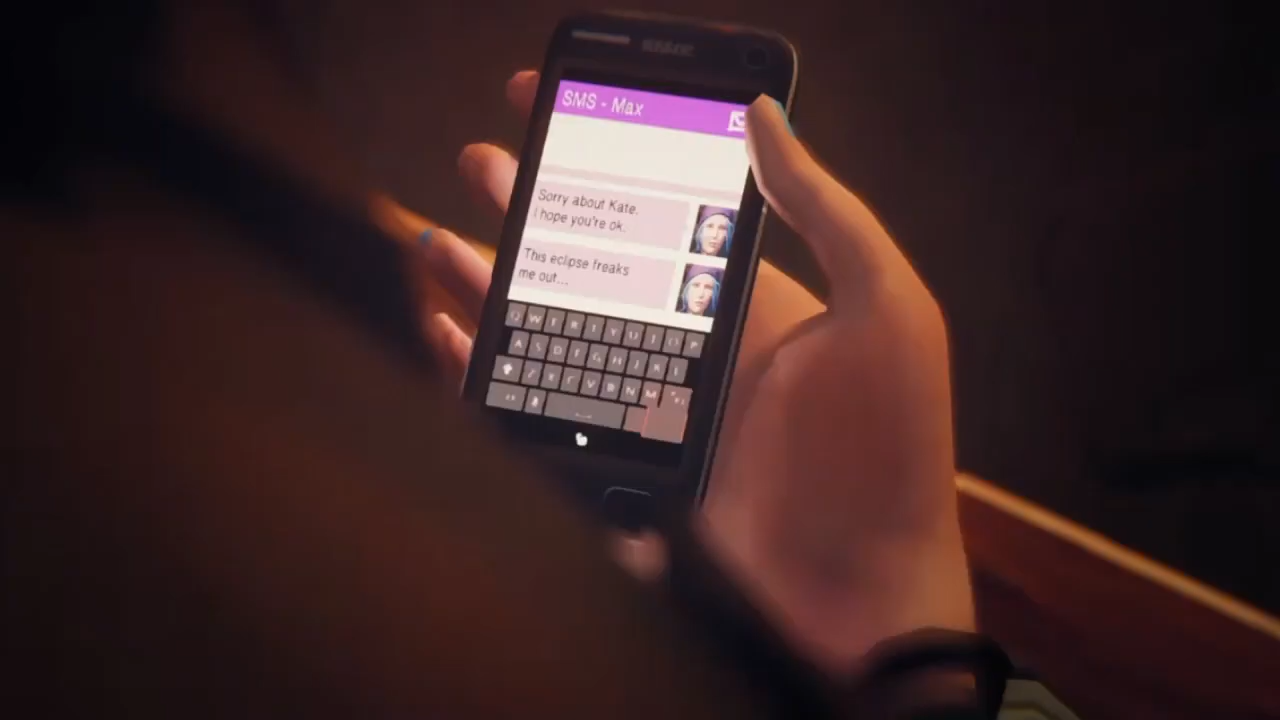 SMS - Max
Sorry about Kate.
I hope you're ok.
This eclipse freaks
me out...
Q W E R T Y U I O P
A S D F G H J K L
Z X C V B N M